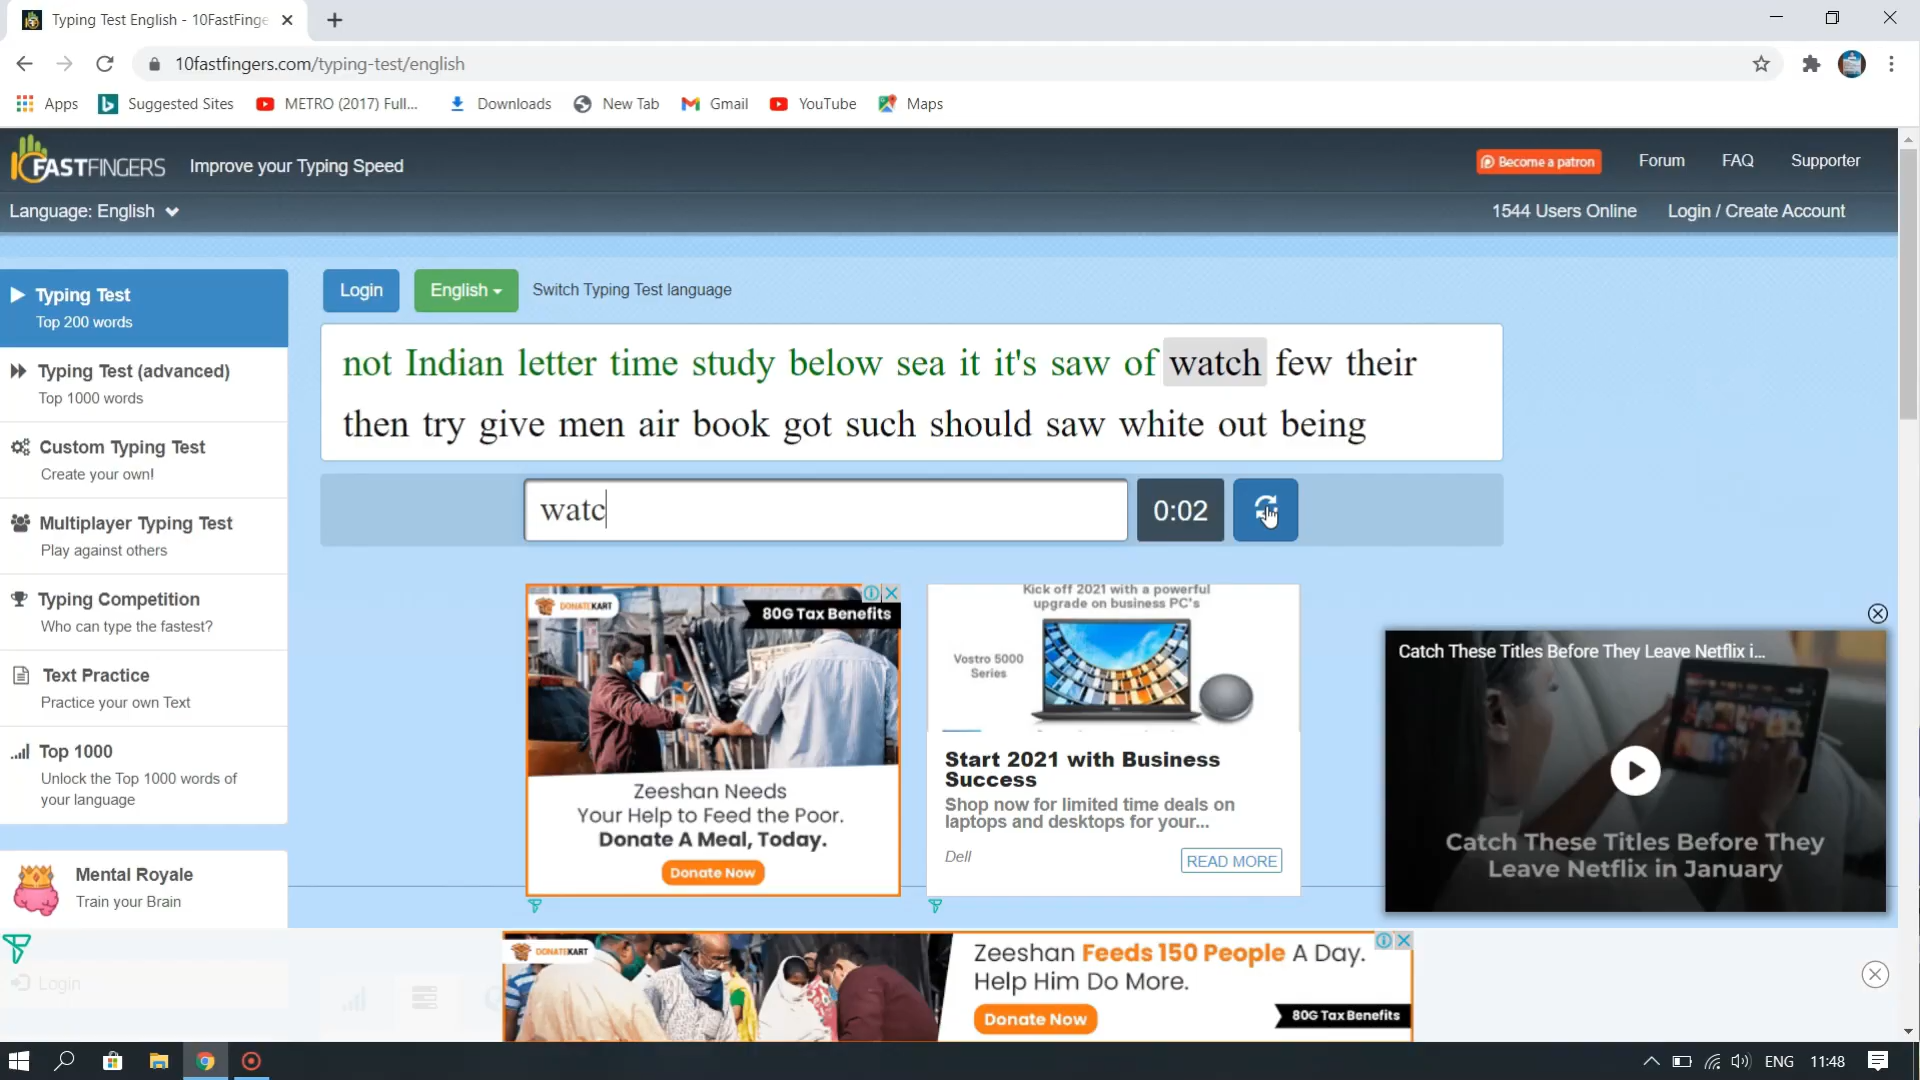 Typing Test English - 10FastFinge
10fastfingers.com/typing-test/english
Apps
Suggested Sites
METRO (2017) Full...
Downloads
New Tab
Gmail
YouTube
Maps
FASTFINGERS
Improve your Typing Speed
Become a patron
Forum
FAQ
Supporter
Language: English
1544 Users Online
Login / Create Account
Typing Test
Top 200 words
Typing Test (advanced)
Top 1000 words
Custom Typing Test
Create your own!
Multiplayer Typing Test
Play against others
Typing Competition
Who can type the fastest?
Text Practice
Practice your own Text
Top 1000
Unlock the Top 1000 words of
your language
Mental Royale
Train your Brain
Login
Login
English
Switch Typing Test language
not Indian letter time study below sea it it's saw of watch few their
then try give men air book got such should saw white out being
watc
0:02
DONATEKART
80G Tax Benefits
Zeeshan Needs
Your Help to Feed the Poor.
Donate A Meal, Today.
Donate Now
Kick off 2021 with a powerful
upgrade on business PC's
Vostro 5000
Series
Start 2021 with Business
Success
Shop now for limited time deals on
laptops and desktops for your...
Dell
READ MORE
Catch These Titles Before They Leave Netflix i...
Catch These Titles Before They
Leave Netflix in January
DONATEKART
Zeeshan Feeds 150 People A Day.
Help Him Do More.
Donate Now
80G Tax Benefits
ENG
11:48